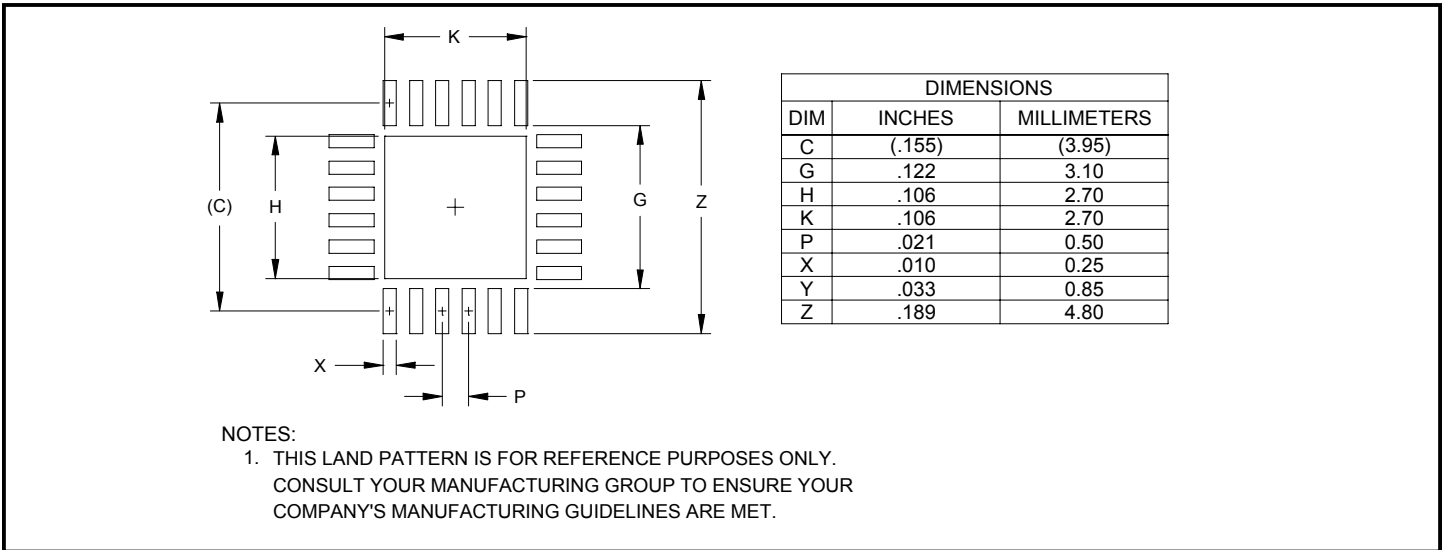 K
(C)
H
G
Z
X
P
DIMENSIONS
DIM INCHES MILLIMETERS
C (.155) (3.95)
G .122 3.10
H .106 2.70
K .106 2.70
P .021 0.50
X .010 0.25
Y .033 0.85
Z .189 4.80
NOTES:
1. THIS LAND PATTERN IS FOR REFERENCE PURPOSES ONLY.
CONSULT YOUR MANUFACTURING GROUP TO ENSURE YOUR
COMPANY'S MANUFACTURING GUIDELINES ARE MET.